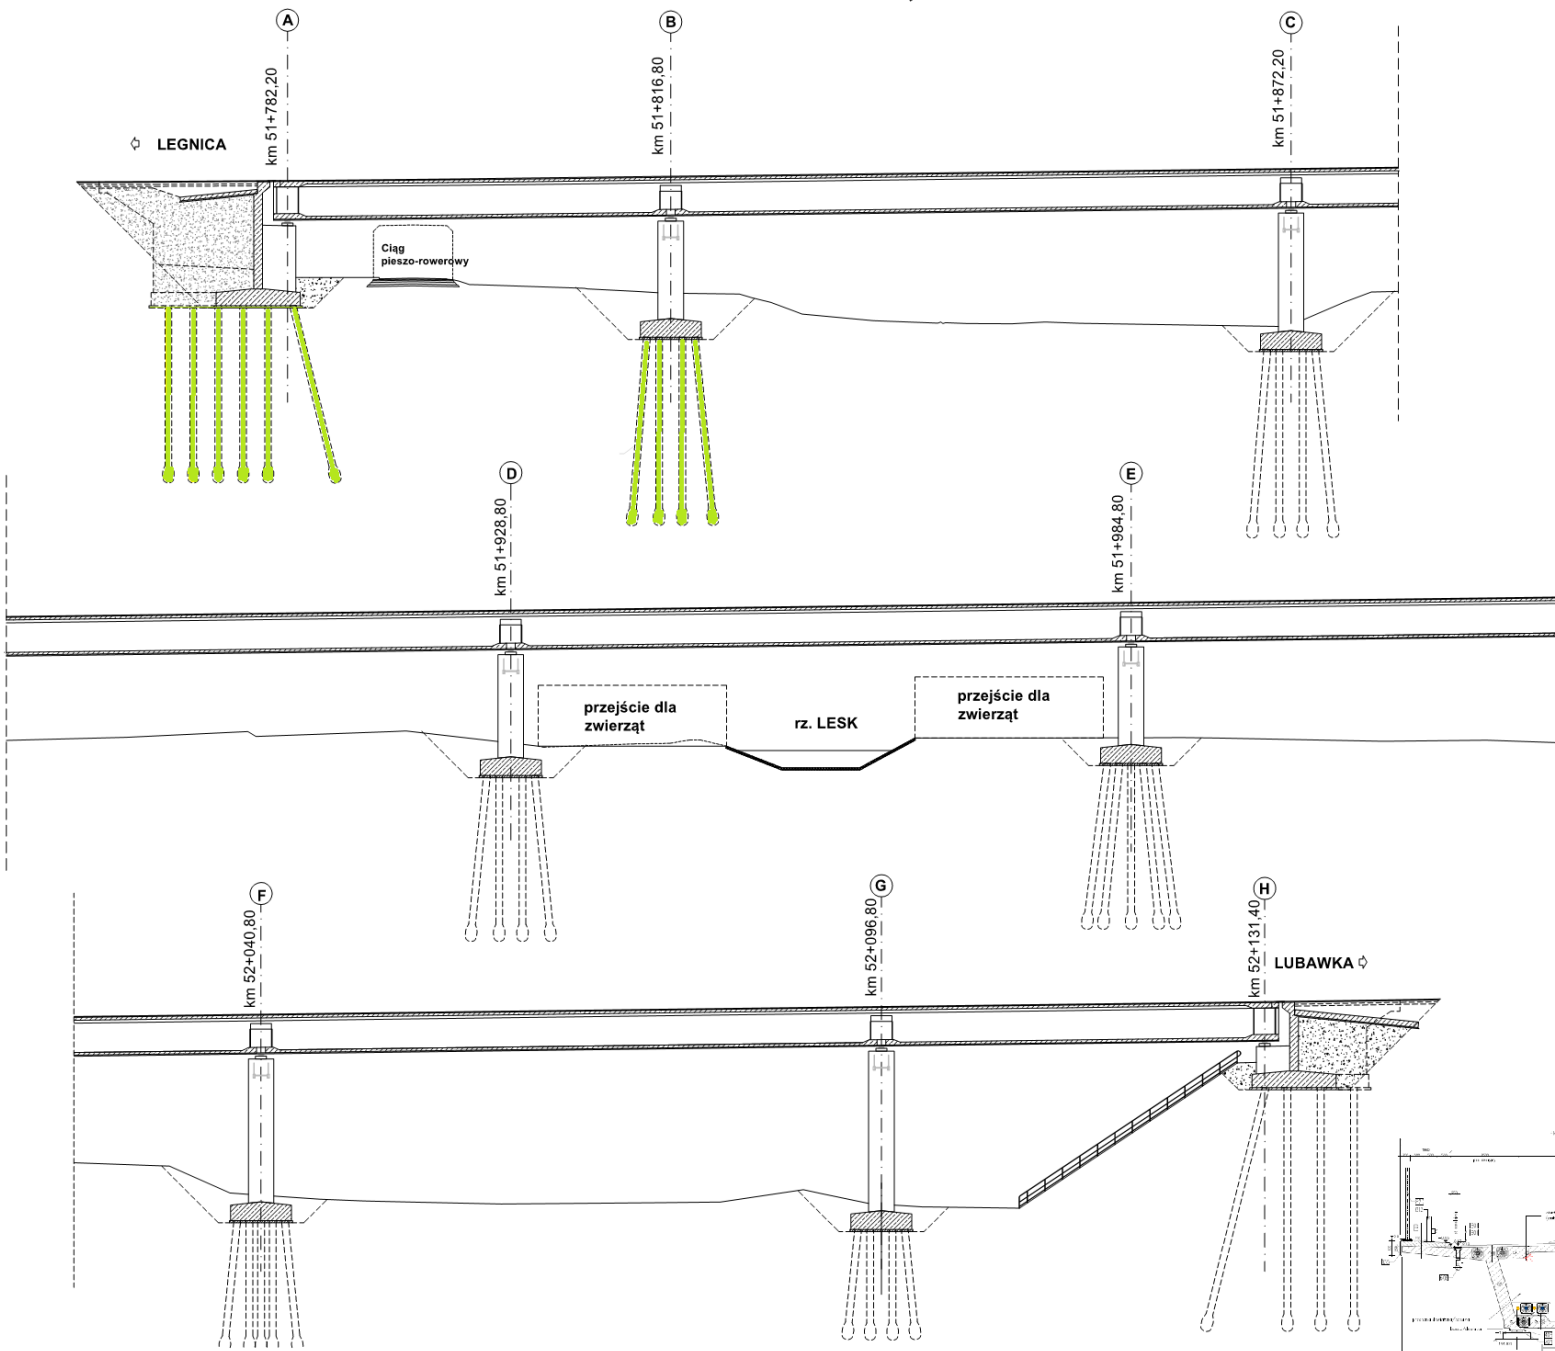 A
B
C
km 51+782,20
km 51+816,80
km 51+872,20
LEGNICA
Ciąg
pieszo-rowerowy
D
E
km 51+928,80
km 51+984,80
przejście dla
zwierząt
rz. LESK
przejście dla
zwierząt
F
G
H
km 52+040,80
km 52+096,80
km 52+131,40
LUBAWKA